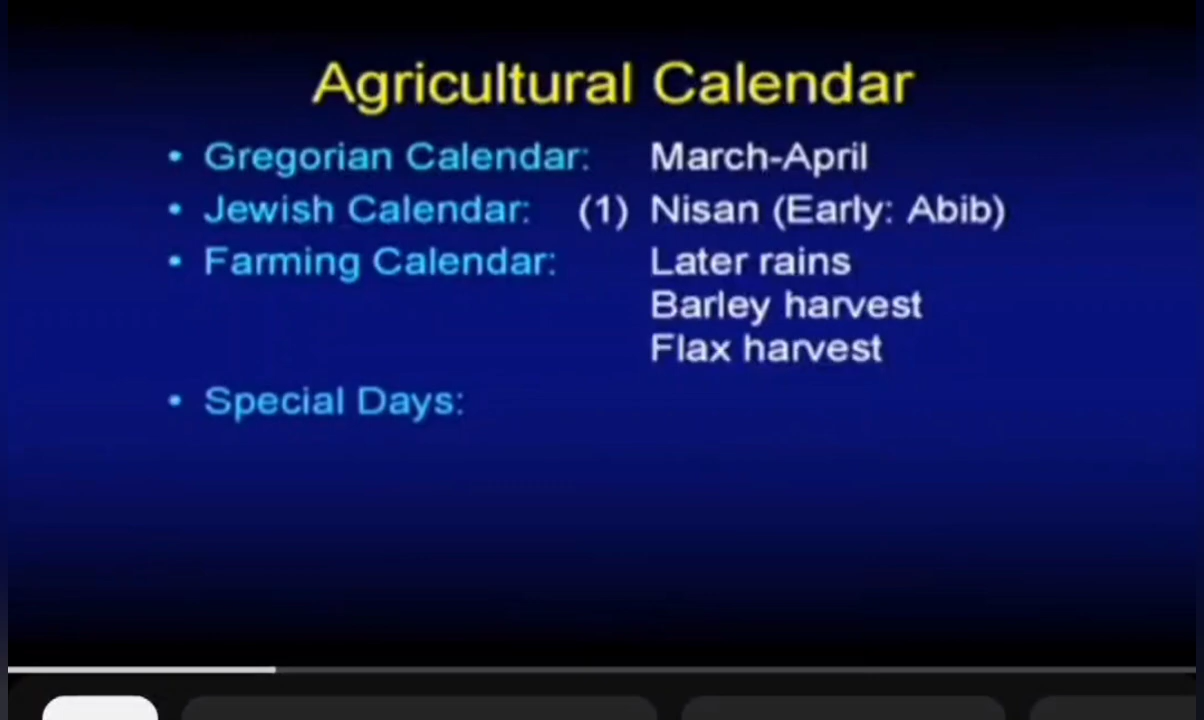 Agricultural Calendar
• Gregorian Calendar: March-April
• Jewish Calendar: (1) Nisan (Early: Abib)
• Farming Calendar: Later rains
Barley harvest
Flax harvest
• Special Days: